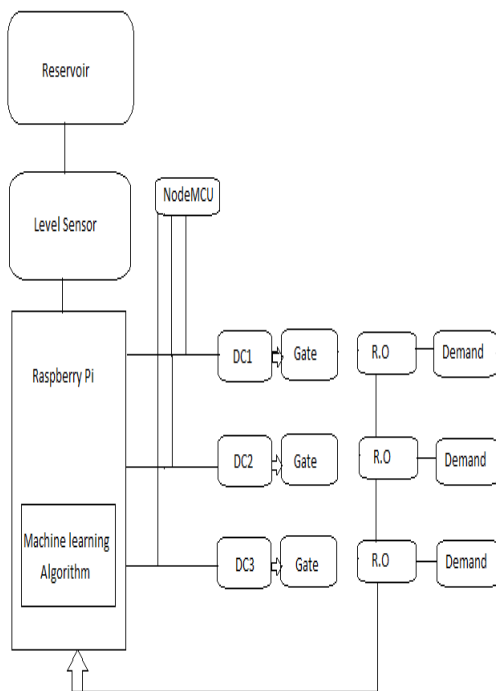 Reservoir
Level Sensor
NodeMCU
Raspberry Pi
Machine learning
Algorithm
DC1
Gate
R.O
Demand
DC2
Gate
R.O
Demand
DC3
Gate
R.O
Demand